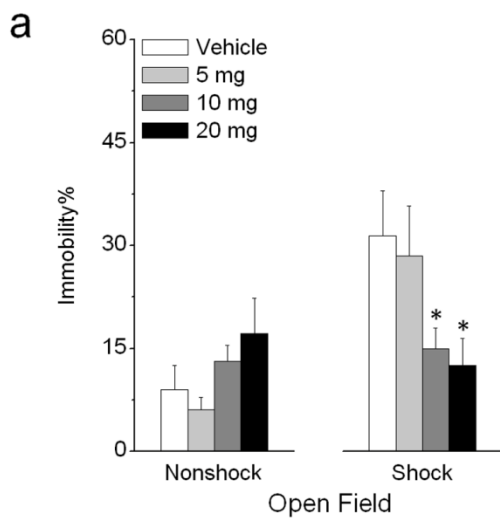 a
60
45
30
15
0
Immobility%
Vehicle
5 mg
10 mg
20 mg
* *
Nonshock Shock
Open Field